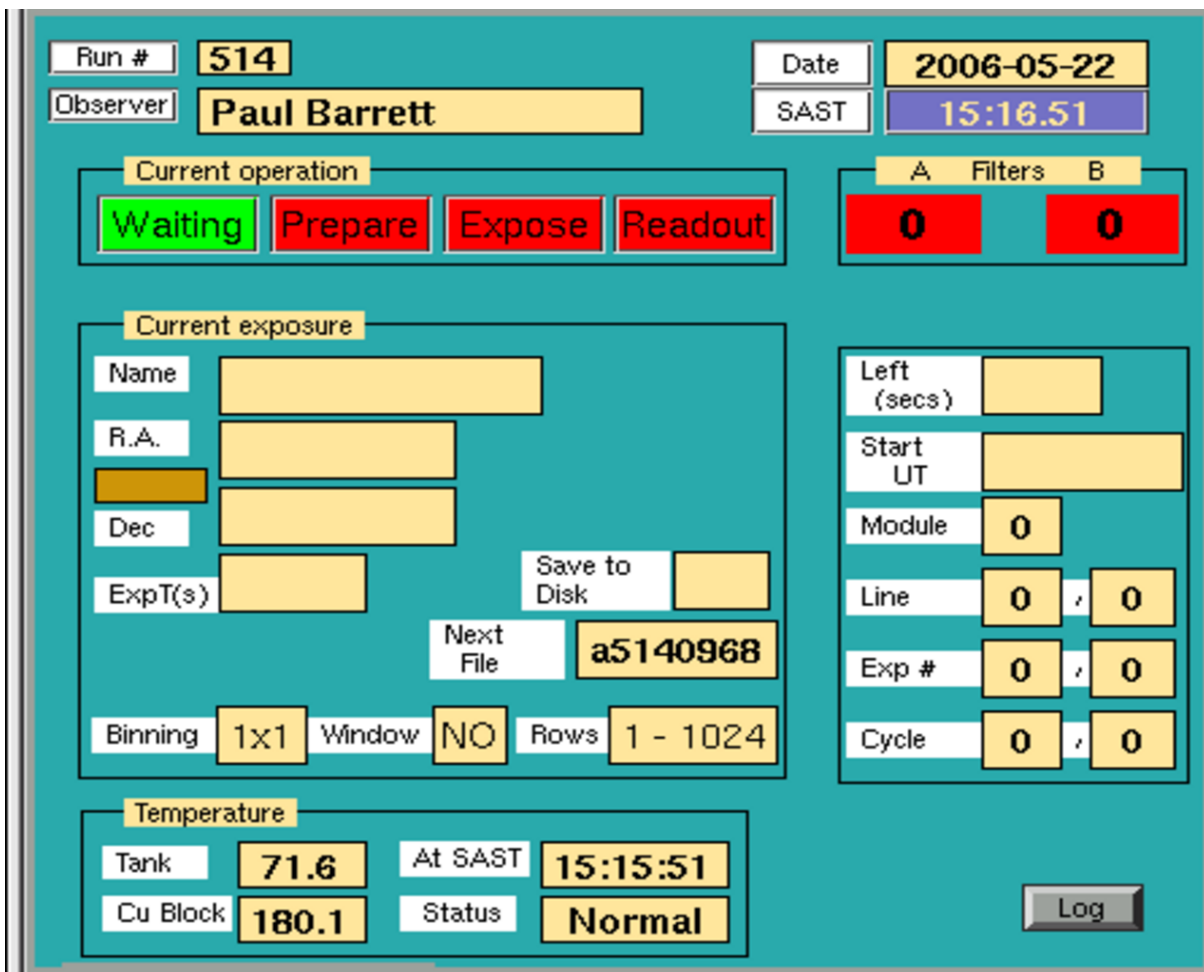 Run # 514
Date 2006-05-22
Observer Paul Barrett
SAST 15:16.51
Current operation
A Filters B
Waiting Prepare Expose Readout
0 0
Current exposure
Name
Left
(secs)
R.A.
Start
UT
Dec
Module 0
ExpT(s)
Save to
Disk
Line 0 , 0
Next
File
a5140968
Exp # 0 , 0
Binning 1x1 Window NO Rows 1 - 1024
Cycle 0 , 0
Temperature
Tank 71.6 At SAST 15:15:51
Cu Block 180.1 Status Normal
Log